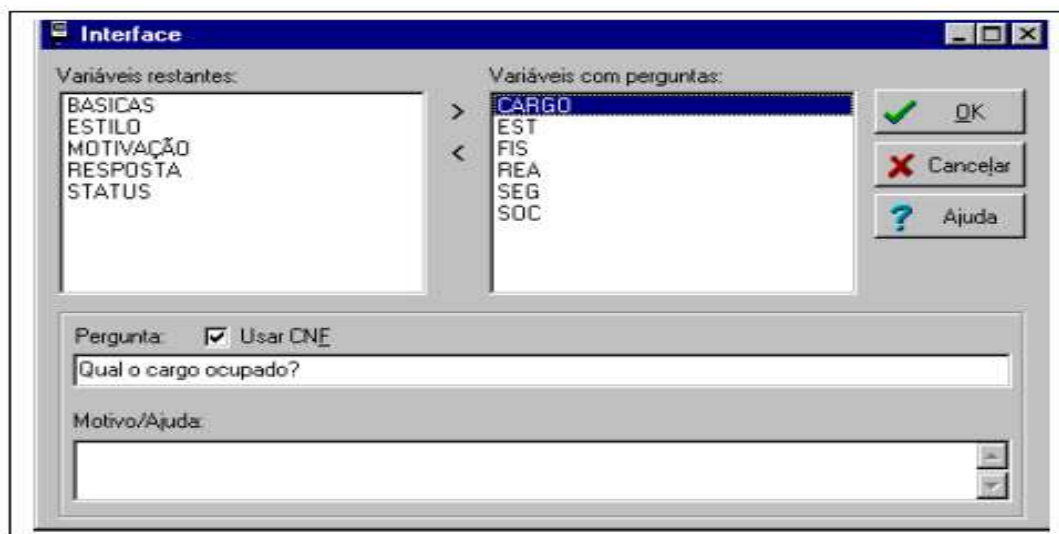 Interface
Variáveis restantes:
BASICAS
ESTILO
MOTIVAÇÃO
RESPOSTA
STATUS
>
<
Variáveis com perguntas:
CARGO
EST
FIS
REA
SEG
SOC
OK
Cancelar
? Ajuda
Pergunta: Usar CNF
Qual o cargo ocupado?
Motivo/Ajuda: